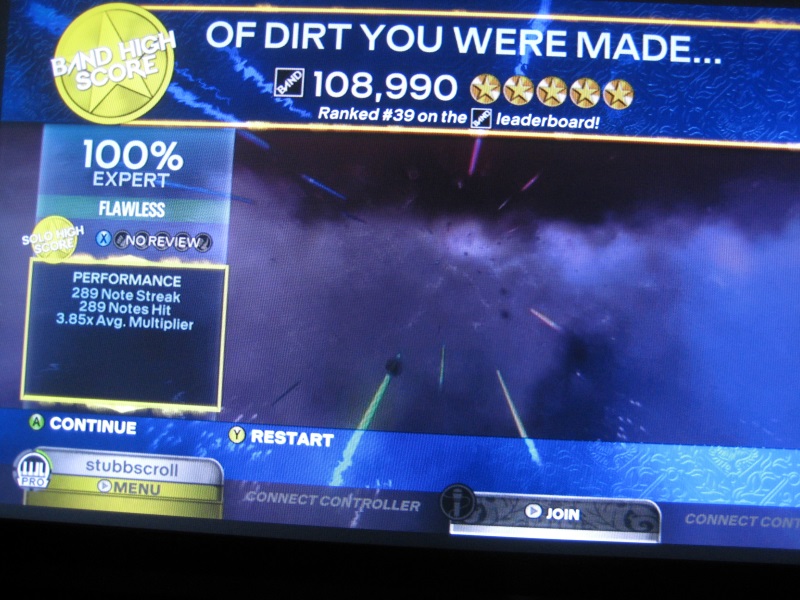 BAND HIGH SCORE
OF DIRT YOU WERE MADE...
BAND 108,990
Ranked #39 on the BAND leaderboard!
100%
EXPERT
FLAWLESS
SOLO HIGH SCORE
X NO REVIEW
PERFORMANCE
289 Note Streak
289 Notes Hit
3.85x Avg. Multiplier
A CONTINUE
Y RESTART
stubbscroll
PRO
MENU
CONNECT CONTROLLER
JOIN
CONNECT CONT